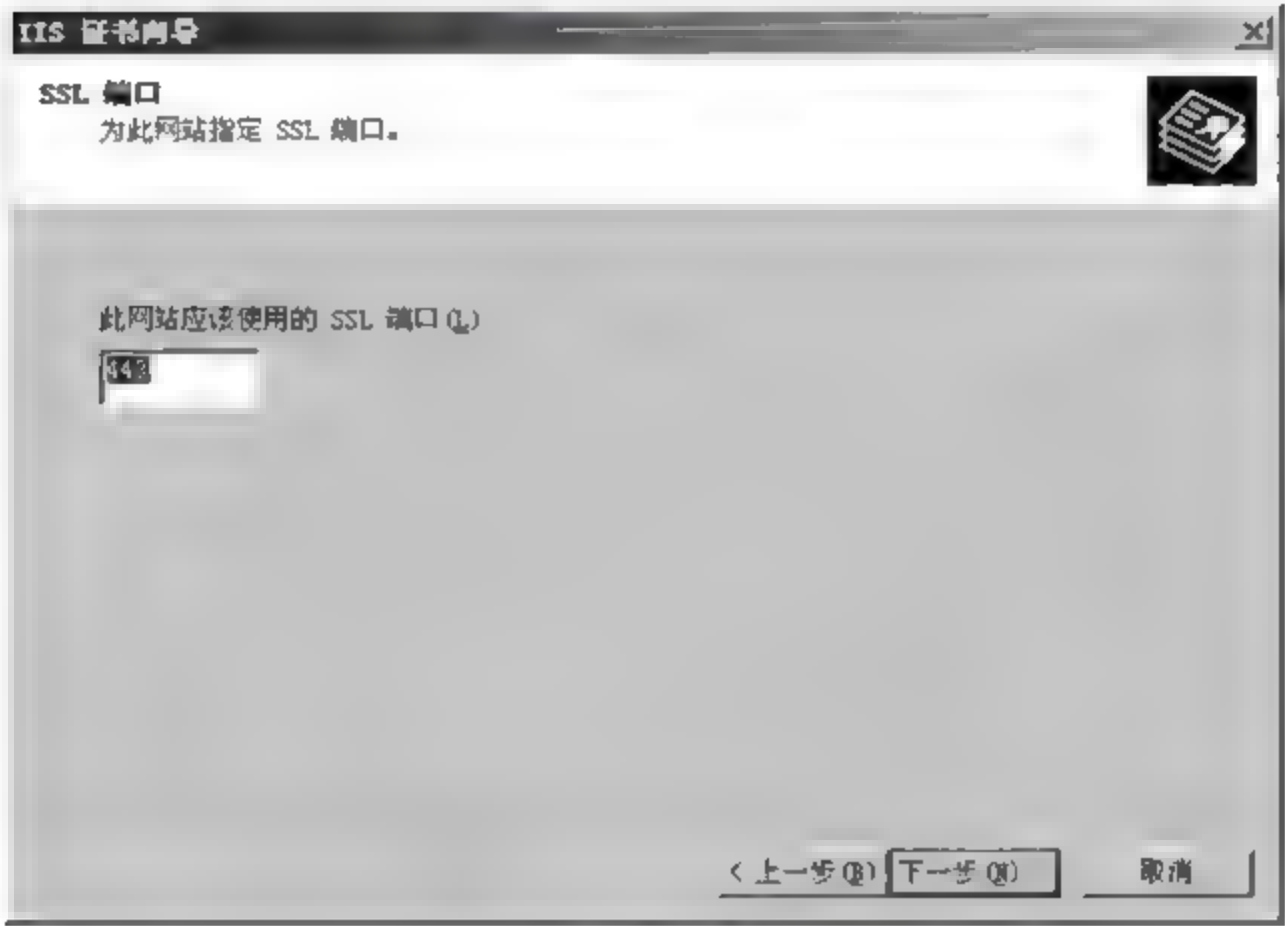 IIS 证书向导
SSL 端口
为此网站指定 SSL 端口。
此网站应该使用的 SSL 端口(L)
443
< 上一步(B) 下一步(N) 取消